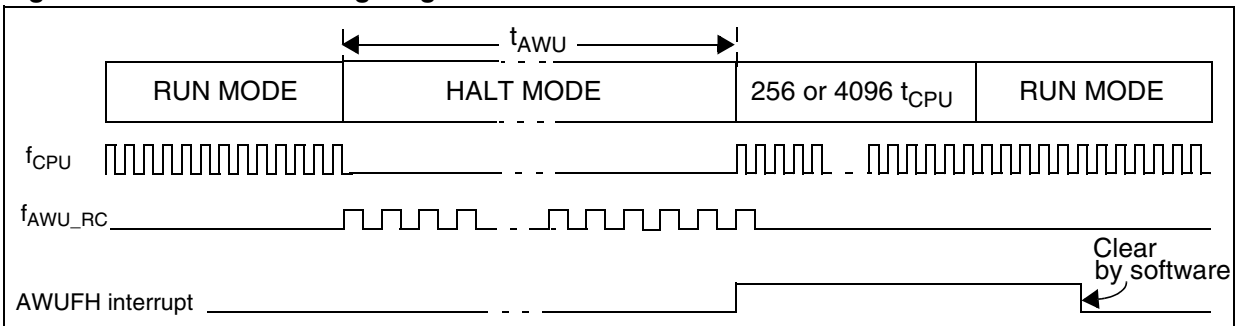 tAWU
RUN MODE HALT MODE 256 or 4096 tCPU RUN MODE
fCPU
fAWU_RC
Clear
by software
AWUFH interrupt